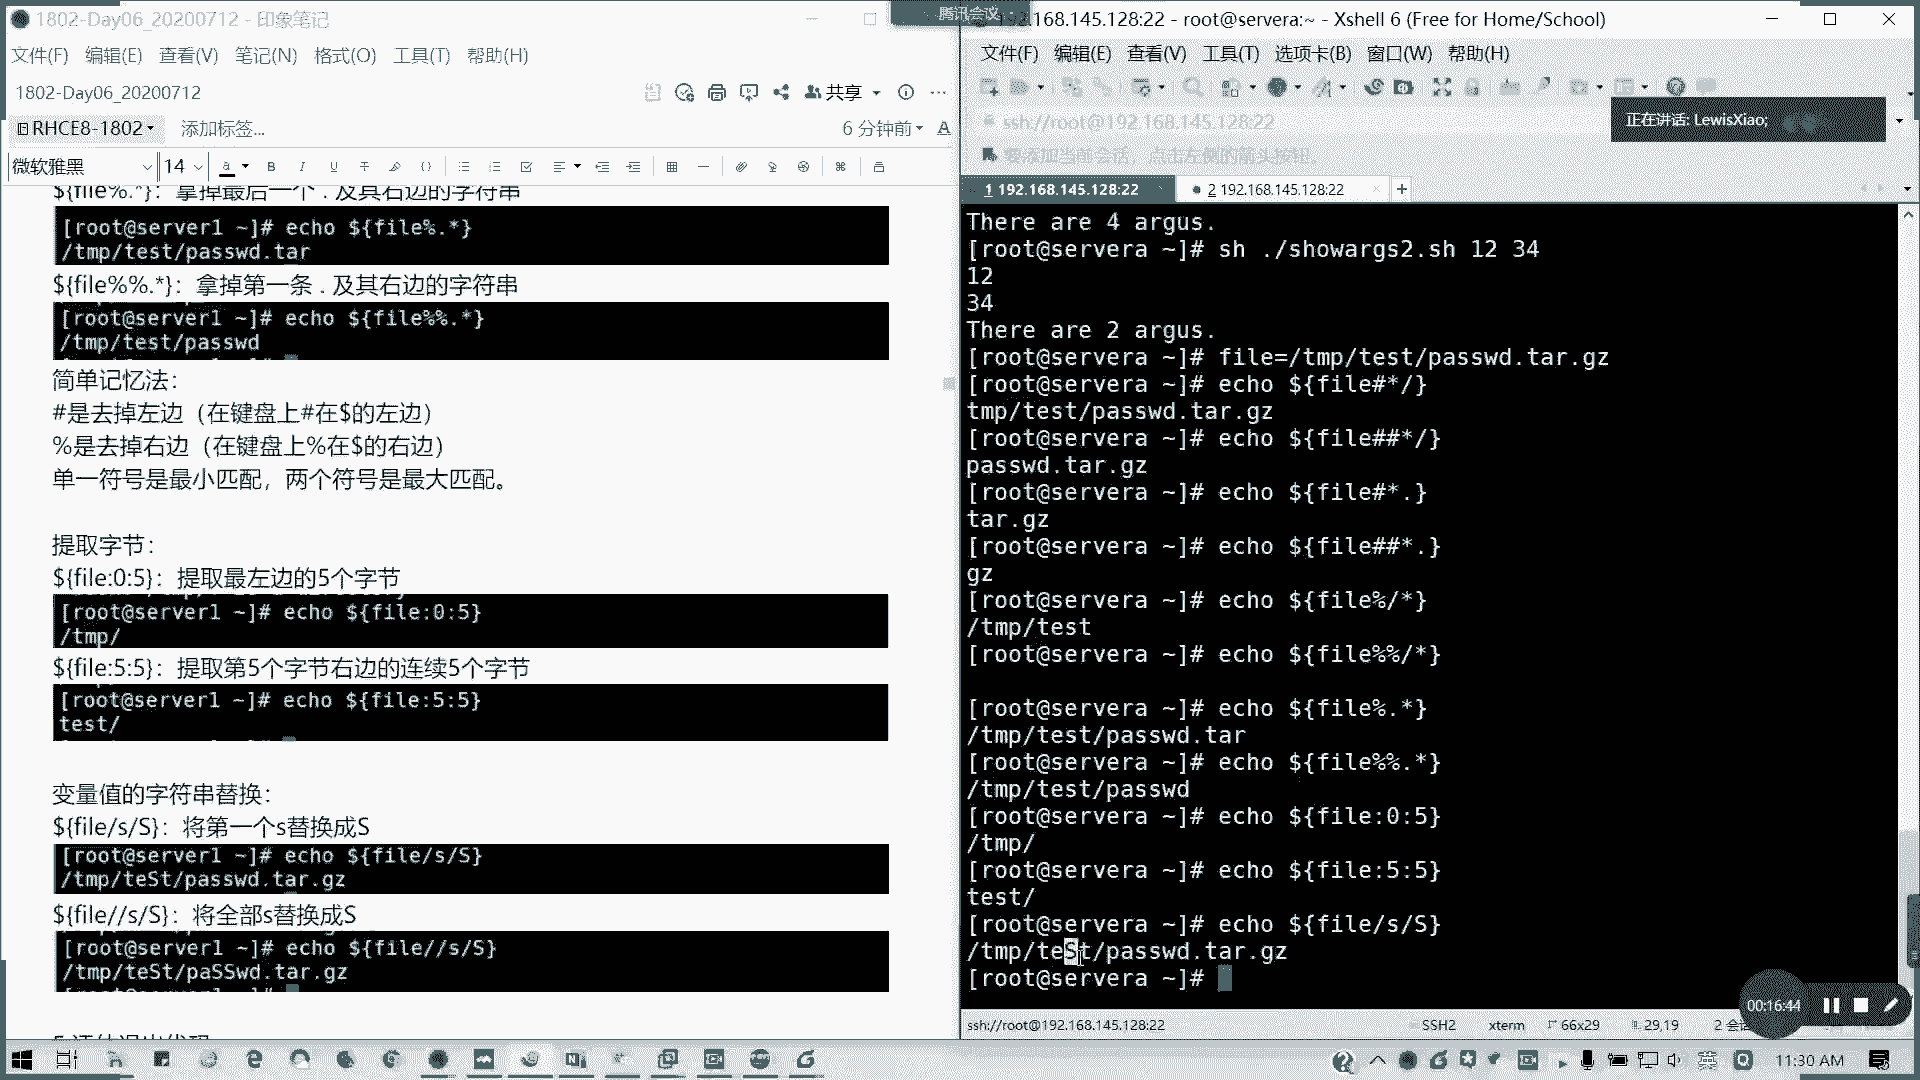 1802-Day06_20200712 - 印象笔记
文件(F) 编辑(E) 查看(V) 笔记(N) 格式(O) 工具(T) 帮助(H)
1802-Day06_20200712
共享
RHCE8-1802
添加标签...
6 分钟前
微软雅黑
14
${file%.*}：拿掉最后一个 . 及其右边的字符串
[root@server1 ~]# echo ${file%.*}
/tmp/test/passwd.tar
${file%%.*}：拿掉第一条 . 及其右边的字符串
[root@server1 ~]# echo ${file%%.*}
/tmp/test/passwd
简单记忆法：
#是去掉左边（在键盘上#在$的左边）
%是去掉右边（在键盘上%在$的右边）
单一符号是最小匹配，两个符号是最大匹配。
提取字节：
${file:0:5}：提取最左边的5个字节
[root@server1 ~]# echo ${file:0:5}
/tmp/
${file:5:5}：提取第5个字节右边的连续5个字节
[root@server1 ~]# echo ${file:5:5}
test/
变量值的字符串替换：
${file/s/S}：将第一个s替换成S
[root@server1 ~]# echo ${file/s/S}
/tmp/teSt/passwd.tar.gz
${file//s/S}：将全部s替换成S
[root@server1 ~]# echo ${file//s/S}
/tmp/teSt/paSSwd.tar.gz
腾讯会议
192.168.145.128:22 - root@servera:~ - Xshell 6 (Free for Home/School)
文件(F) 编辑(E) 查看(V) 工具(T) 选项卡(B) 窗口(W) 帮助(H)
ssh://root@192.168.145.128:22
正在讲话: LewisXiao;
要添加当前会话，点击左侧的箭头按钮。
1 192.168.145.128:22
2 192.168.145.128:22
There are 4 argus.
[root@servera ~]# sh ./showargs2.sh 12 34
12
34
There are 2 argus.
[root@servera ~]# file=/tmp/test/passwd.tar.gz
[root@servera ~]# echo ${file#*/}
tmp/test/passwd.tar.gz
[root@servera ~]# echo ${file##*/}
passwd.tar.gz
[root@servera ~]# echo ${file#*.}
tar.gz
[root@servera ~]# echo ${file##*.}
gz
[root@servera ~]# echo ${file%/*}
/tmp/test
[root@servera ~]# echo ${file%%/*}
[root@servera ~]# echo ${file%.*}
/tmp/test/passwd.tar
[root@servera ~]# echo ${file%%.*}
/tmp/test/passwd
[root@servera ~]# echo ${file:0:5}
/tmp/
[root@servera ~]# echo ${file:5:5}
test/
[root@servera ~]# echo ${file/s/S}
/tmp/teSt/passwd.tar.gz
[root@servera ~]#
00:16:44
ssh://root@192.168.145.128:22
SSH2
xterm
66x29
29,19
英
11:30 AM